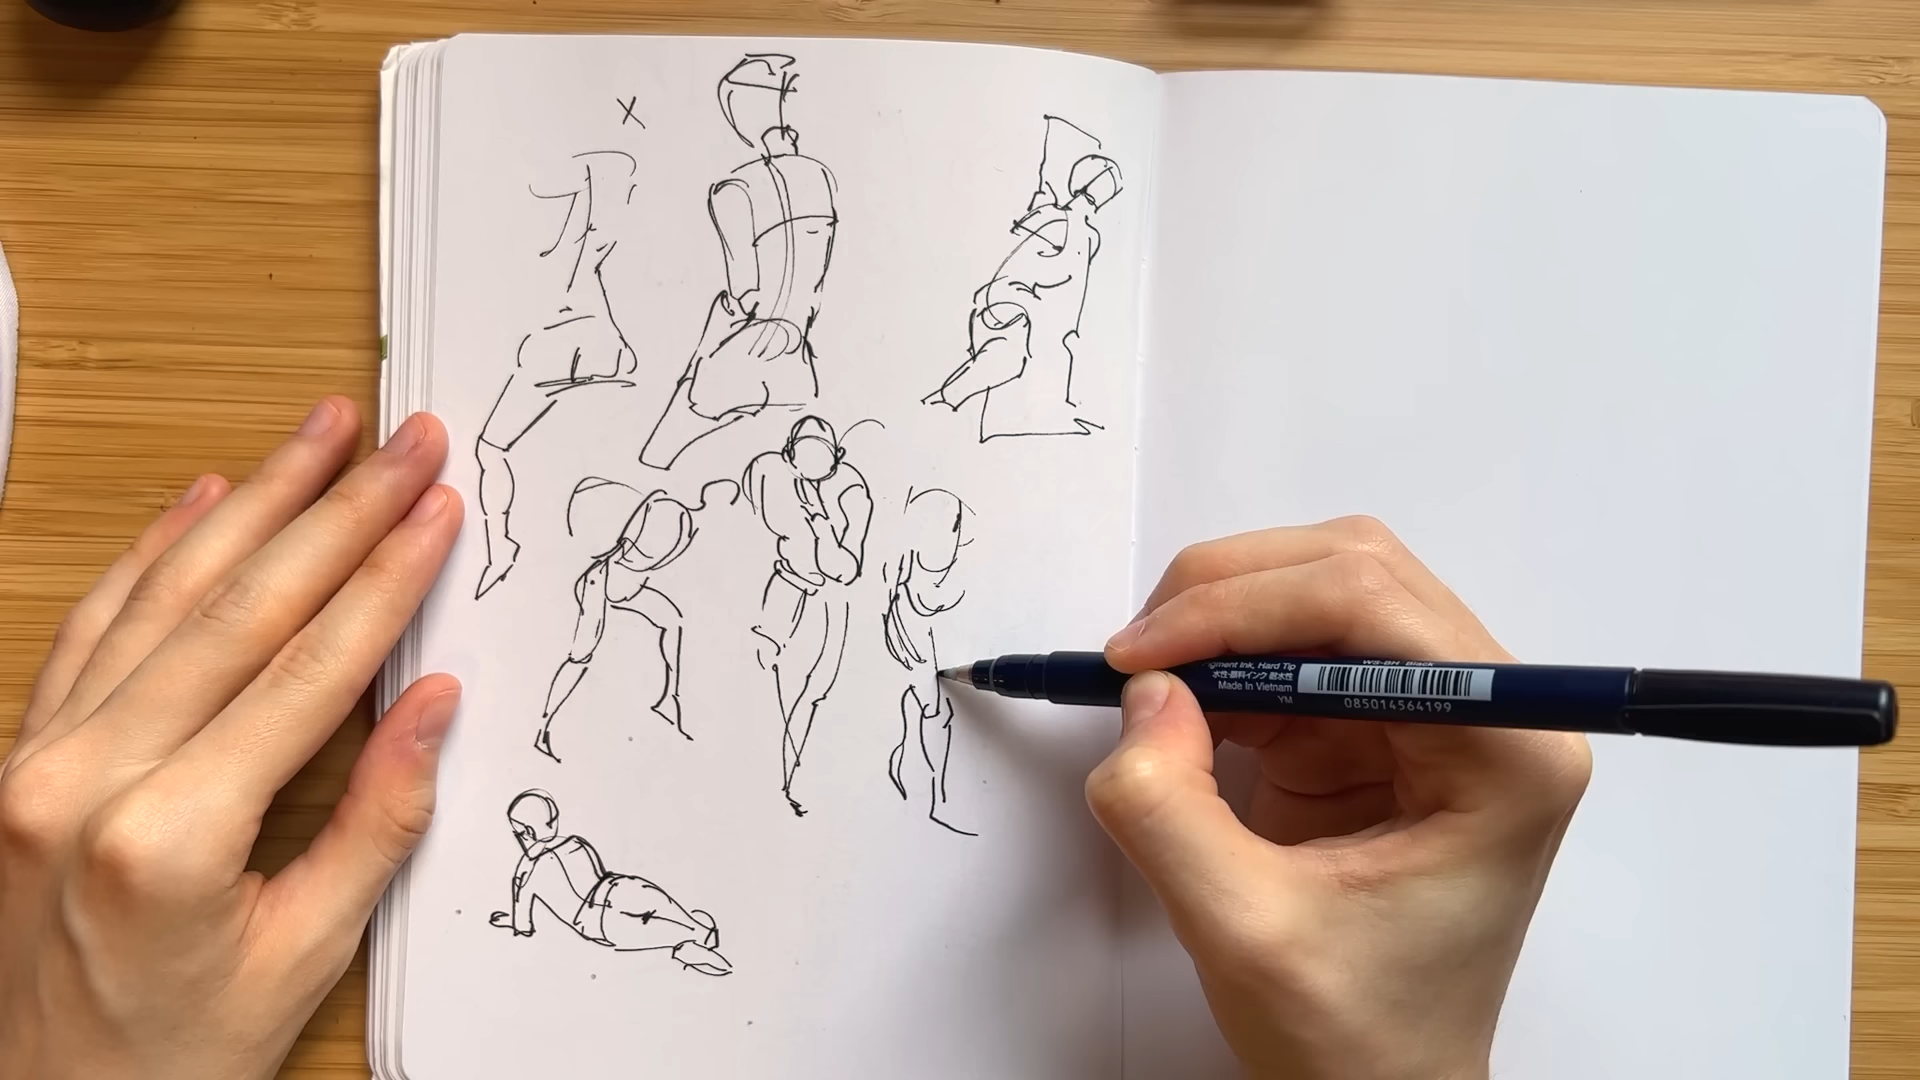 X
WS-BH Black
gment Ink, Hard Tip
水性・顔料インク 耐水性
Made In Vietnam
YM
085014564199